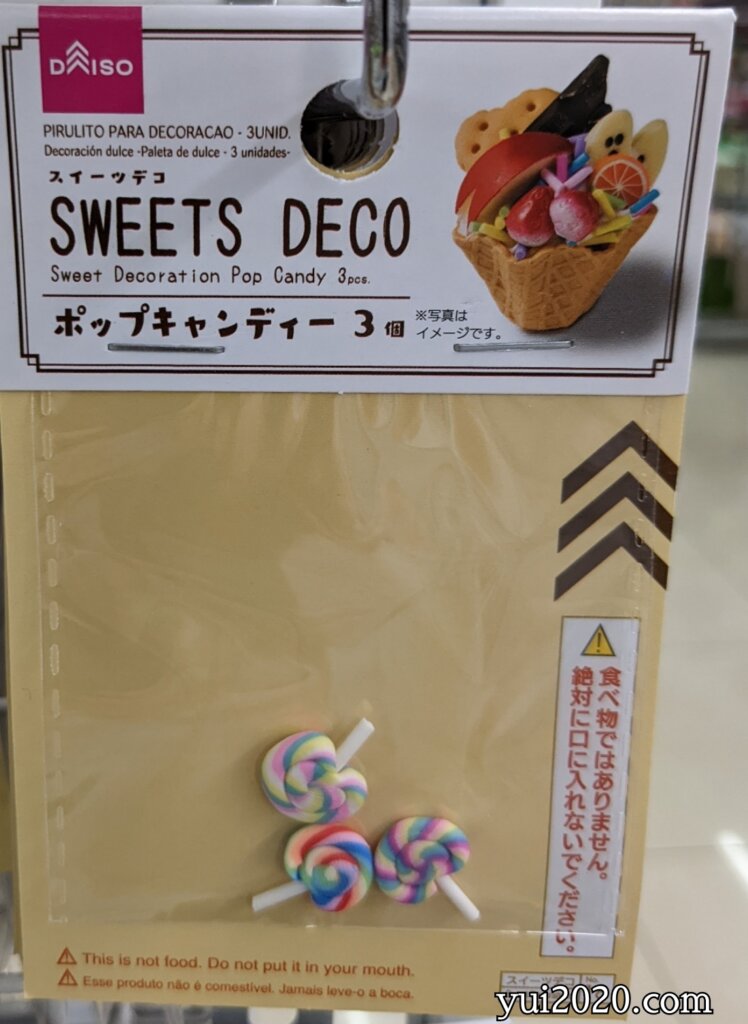 DAISO
PIRULITO PARA DECORACAO - 3UNID.
Decoración dulce -Paleta de dulce - 3 unidades-
スイーツデコ
SWEETS DECO
Sweet Decoration Pop Candy 3pcs.
ポップキャンディー 3個
※写真は
イメージです。
食べ物ではありません。
絶対に口に入れないでください。
This is not food. Do not put it in your mouth.
Esse produto não é comestível. Jamais leve-o a boca.
スイーツデコ No.
yui2020.com